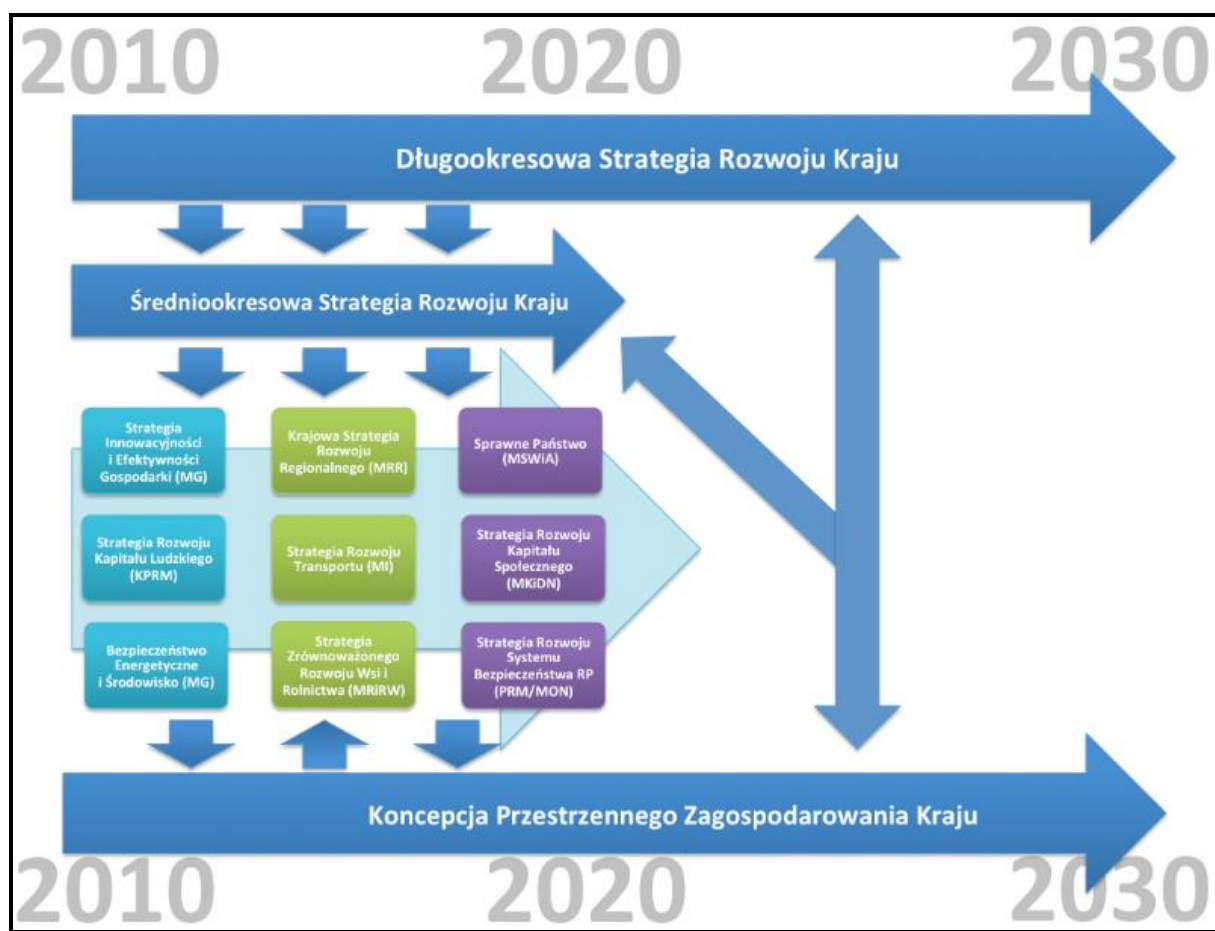 2010 2020 2030
Długookresowa Strategia Rozwoju Kraju
Średniookresowa Strategia Rozwoju Kraju
Strategia
Innowacyjności
i Efektywności
Gospodarki (MG)
Krajowa Strategia
Rozwoju
Regionalnego (MRR)
Sprawne Państwo
(MSWiA)
Strategia Rozwoju
Kapitału Ludzkiego
(KPRM)
Strategia Rozwoju
Transportu (MI)
Strategia Rozwoju
Kapitału
Społecznego
(MKiDN)
Bezpieczeństwo
Energetyczne
i Środowisko (MG)
Strategia
Zrównoważonego
Rozwoju Wsi i
Rolnictwa (MRiRW)
Strategia Rozwoju
Systemu
Bezpieczeństwa RP
(PRM/MON)
Koncepcja Przestrzennego Zagospodarowania Kraju
2010 2020 2030